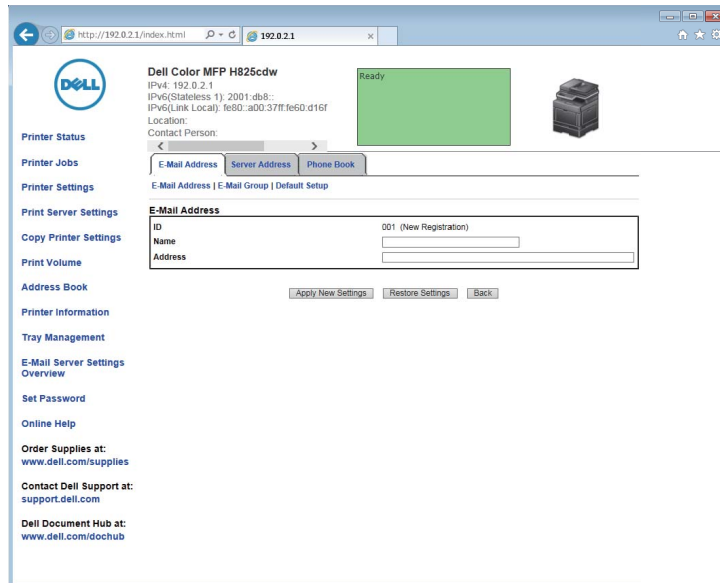 http://192.0.2.1/index.html
192.0.2.1
DELL
Dell Color MFP H825cdw
IPv4: 192.0.2.1
IPv6(Stateless 1): 2001:db8::
IPv6(Link Local): fe80::a00:37ff:fe60:d16f
Location:
Contact Person:
Ready
Printer Status
Printer Jobs
Printer Settings
Print Server Settings
Copy Printer Settings
Print Volume
Address Book
Printer Information
Tray Management
E-Mail Server Settings
Overview
Set Password
Online Help
Order Supplies at:
www.dell.com/supplies
Contact Dell Support at:
support.dell.com
Dell Document Hub at:
www.dell.com/dochub
E-Mail Address Server Address Phone Book
E-Mail Address | E-Mail Group | Default Setup
E-Mail Address
ID 001 (New Registration)
Name
Address
Apply New Settings Restore Settings Back